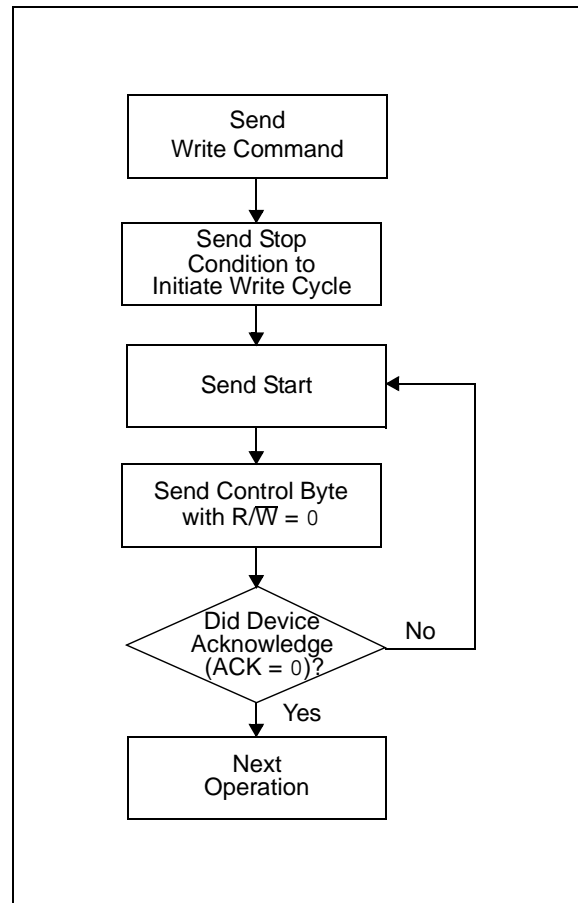 Send
Write Command
Send Stop
Condition to
Initiate Write Cycle
Send Start
Send Control Byte
with R/W̅ = 0
Did Device
Acknowledge
(ACK = 0)?
No
Yes
Next
Operation